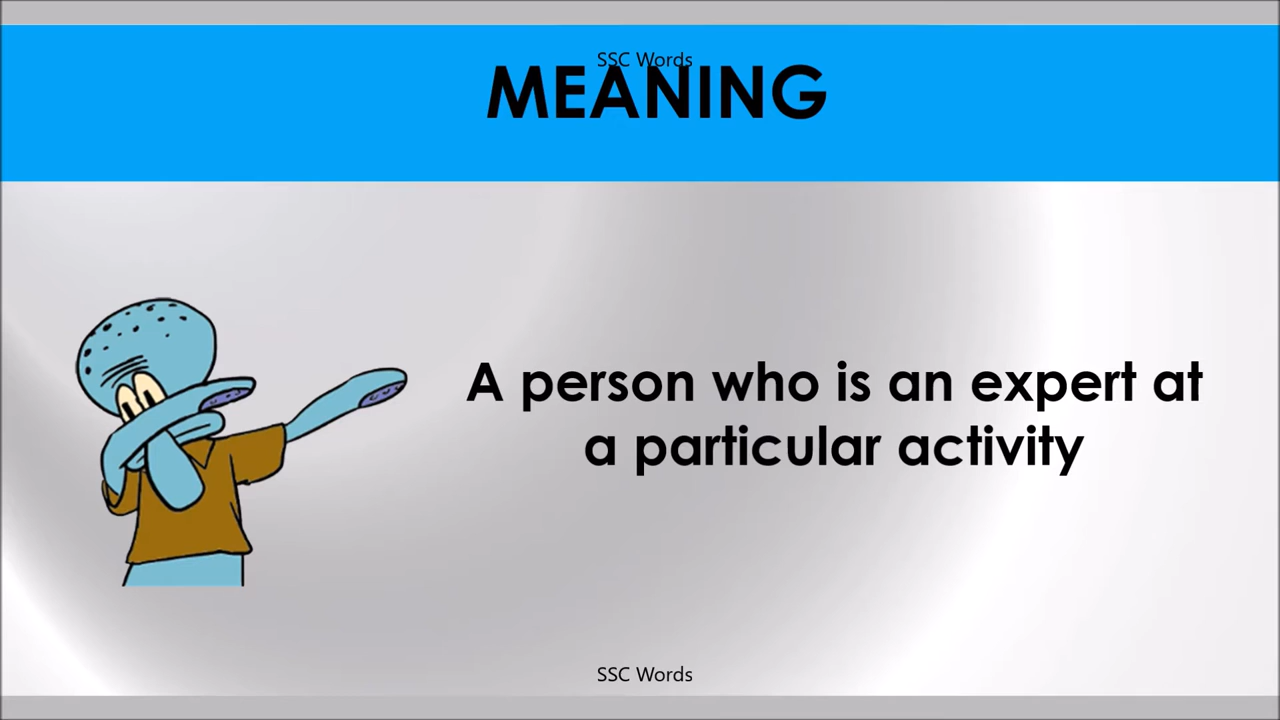 SSC Words
MEANING
A person who is an expert at
a particular activity
SSC Words